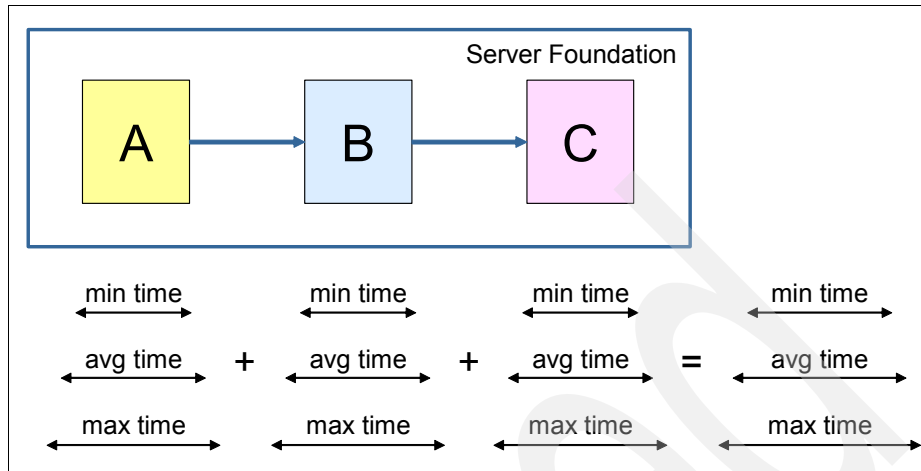 Server Foundation
A B C
min time min time min time min time
avg time + avg time + avg time = avg time
max time max time max time max time